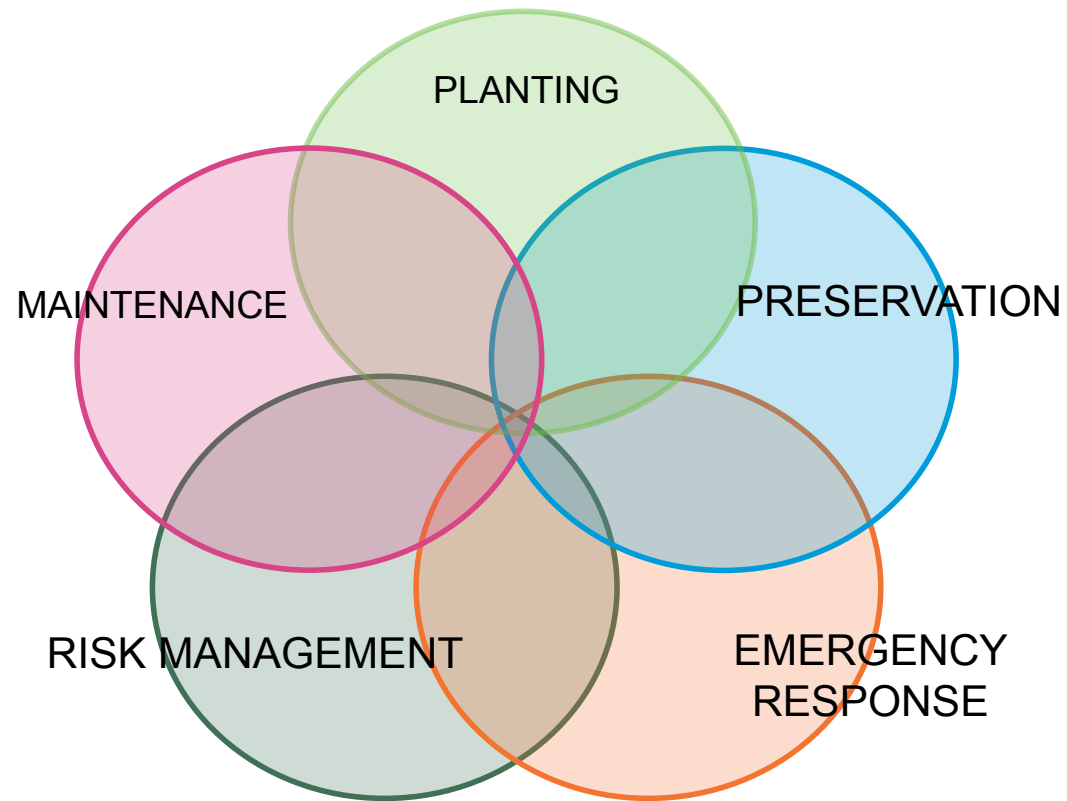 PLANTING
MAINTENANCE
PRESERVATION
RISK MANAGEMENT
EMERGENCY
RESPONSE